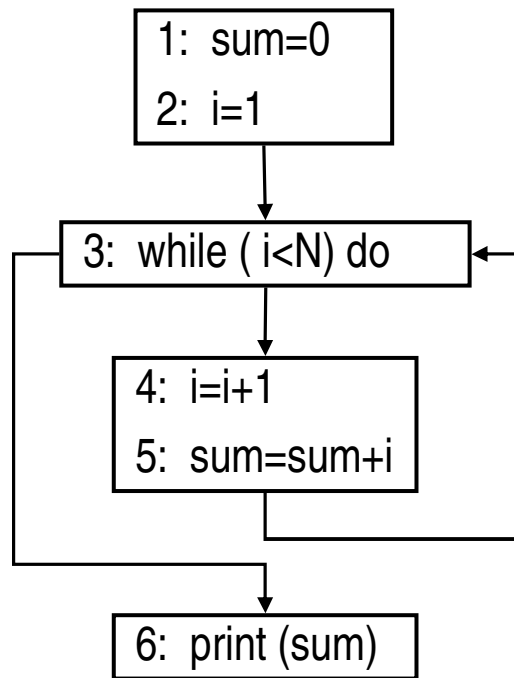 1: sum=0
2: i=1
3: while ( i<N) do
4: i=i+1
5: sum=sum+i
6: print (sum)